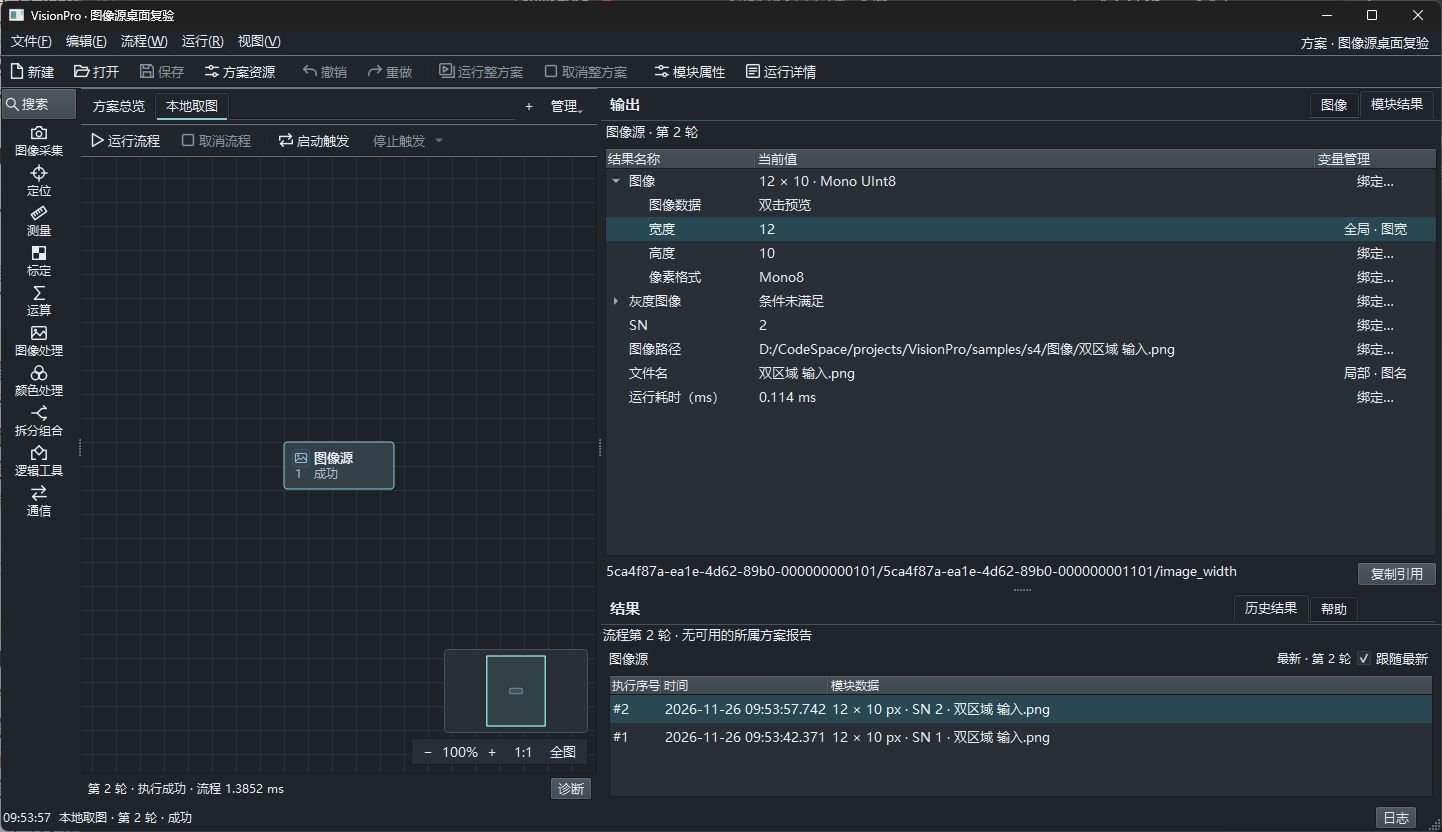 VisionPro · 图像源桌面复验
文件(F) 编辑(E) 流程(W) 运行(R) 视图(V) 方案 · 图像源桌面复验
新建 打开 保存 方案资源 撤销 重做 运行整方案 取消整方案 模块属性 运行详情
搜索
图像采集
定位
测量
标定
运算
图像处理
颜色处理
拆分组合
逻辑工具
通信
方案总览 本地取图 + 管理
运行流程 取消流程 启动触发 停止触发
图像源
1 成功
− 100% + 1:1 全图
第 2 轮 · 执行成功 · 流程 1.3852 ms 诊断
输出 图像 模块结果
图像源 · 第 2 轮
结果名称 当前值 变量管理
图像 12 × 10 · Mono UInt8 绑定...
图像数据 双击预览
宽度 12 全局 · 图宽
高度 10 绑定...
像素格式 Mono8 绑定...
灰度图像 条件未满足 绑定...
SN 2 绑定...
图像路径 D:/CodeSpace/projects/VisionPro/samples/s4/图像/双区域 输入.png 绑定...
文件名 双区域 输入.png 局部 · 图名
运行耗时（ms） 0.114 ms 绑定...
5ca4f87a-ea1e-4d62-89b0-000000000101/5ca4f87a-ea1e-4d62-89b0-000000001101/image_width 复制引用
结果 历史结果 帮助
流程第 2 轮 · 无可用的所属方案报告
图像源 最新 · 第 2 轮 跟随最新
执行序号 时间 模块数据
#2 2026-11-26 09:53:57.742 12 × 10 px · SN 2 · 双区域 输入.png
#1 2026-11-26 09:53:42.371 12 × 10 px · SN 1 · 双区域 输入.png
09:53:57 本地取图 · 第 2 轮 · 成功 日志